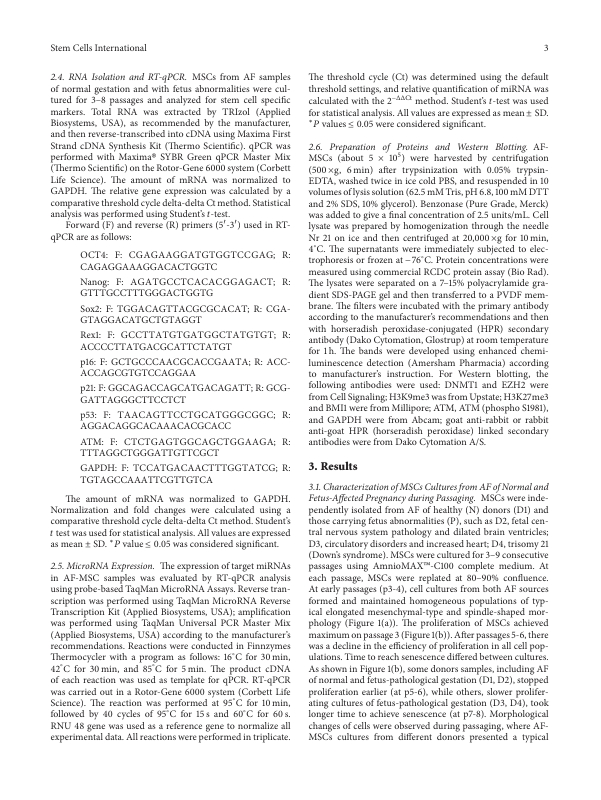 Stem Cells International
3
2.4. RNA Isolation and RT-qPCR. MSCs from AF samples
of normal gestation and with fetus abnormalities were cul-
tured for 3–8 passages and analyzed for stem cell specific
markers. Total RNA was extracted by TRIzol (Applied
Biosystems, USA), as recommended by the manufacturer,
and then reverse-transcribed into cDNA using Maxima First
Strand cDNA Synthesis Kit (Thermo Scientific). qPCR was
performed with Maxima® SYBR Green qPCR Master Mix
(Thermo Scientific) on the Rotor-Gene 6000 system (Corbett
Life Science). The amount of mRNA was normalized to
GAPDH. The relative gene expression was calculated by a
comparative threshold cycle delta-delta Ct method. Statistical
analysis was performed using Student's t-test.
Forward (F) and reverse (R) primers (5′-3′) used in RT-
qPCR are as follows:
OCT4: F: CGAGAAGGATGTGGTCCGAG; R:
CAGAGGAAAGGACACTGGTC
Nanog: F: AGATGCCTCACACGGAGACT; R:
GTTTGCCTTTGGGACTGGTG
Sox2: F: TGGACAGTTACGCGCACAT; R: CGA-
GTAGGACATGCTGTAGGT
Rex1: F: GCCTTATGTGATGGCTATGTGT; R:
ACCCCTTATGACGCATTCTATGT
p16: F: GCTGCCCAACGCACCGAATA; R: ACC-
ACCAGCGTGTCCAGGAA
p21: F: GGCAGACCAGCATGACAGATT; R: GCG-
GATTAGGGCTTCCTCT
p53: F: TAACAGTTCCTGCATGGGCGGC; R:
AGGACAGGCACAAACACGCACC
ATM: F: CTCTGAGTGGCAGCTGGAAGA; R:
TTTAGGCTGGGATTGTTCGCT
GAPDH: F: TCCATGACAACTTTGGTATCG; R:
TGTAGCCAAATTCGTTGTCA
The amount of mRNA was normalized to GAPDH.
Normalization and fold changes were calculated using a
comparative threshold cycle delta-delta Ct method. Student's
t test was used for statistical analysis. All values are expressed
as mean ± SD. *P value ≤ 0.05 was considered significant.
2.5. MicroRNA Expression. The expression of target miRNAs
in AF-MSC samples was evaluated by RT-qPCR analysis
using probe-based TaqMan MicroRNA Assays. Reverse tran-
scription was performed using TaqMan MicroRNA Reverse
Transcription Kit (Applied Biosystems, USA); amplification
was performed using TaqMan Universal PCR Master Mix
(Applied Biosystems, USA) according to the manufacturer's
recommendations. Reactions were conducted in Finnzymes
Thermocycler with a program as follows: 16°C for 30 min,
42°C for 30 min, and 85°C for 5 min. The product cDNA
of each reaction was used as template for qPCR. RT-qPCR
was carried out in a Rotor-Gene 6000 system (Corbett Life
Science). The reaction was performed at 95°C for 10 min,
followed by 40 cycles of 95°C for 15 s and 60°C for 60 s.
RNU 48 gene was used as a reference gene to normalize all
experimental data. All reactions were performed in triplicate.
The threshold cycle (Ct) was determined using the default
threshold settings, and relative quantification of miRNA was
calculated with the 2^−ΔΔCt method. Student's t-test was used
for statistical analysis. All values are expressed as mean ± SD.
*P values ≤ 0.05 were considered significant.
2.6. Preparation of Proteins and Western Blotting. AF-
MSCs (about 5 × 10⁵) were harvested by centrifugation
(500 ×g, 6 min) after trypsinization with 0.05% trypsin-
EDTA, washed twice in ice cold PBS, and resuspended in 10
volumes of lysis solution (62.5 mM Tris, pH 6.8, 100 mM DTT
and 2% SDS, 10% glycerol). Benzonase (Pure Grade, Merck)
was added to give a final concentration of 2.5 units/mL. Cell
lysate was prepared by homogenization through the needle
Nr 21 on ice and then centrifuged at 20,000 ×g for 10 min,
4°C. The supernatants were immediately subjected to elec-
trophoresis or frozen at −76°C. Protein concentrations were
measured using commercial RCDC protein assay (Bio Rad).
The lysates were separated on a 7–15% polyacrylamide gra-
dient SDS-PAGE gel and then transferred to a PVDF mem-
brane. The filters were incubated with the primary antibody
according to the manufacturer's recommendations and then
with horseradish peroxidase-conjugated (HPR) secondary
antibody (Dako Cytomation, Glostrup) at room temperature
for 1 h. The bands were developed using enhanced chemi-
luminescence detection (Amersham Pharmacia) according
to manufacturer's instruction. For Western blotting, the
following antibodies were used: DNMT1 and EZH2 were
from Cell Signaling; H3K9me3 was from Upstate; H3K27me3
and BMI1 were from Millipore; ATM, ATM (phospho S1981),
and GAPDH were from Abcam; goat anti-rabbit or rabbit
anti-goat HPR (horseradish peroxidase) linked secondary
antibodies were from Dako Cytomation A/S.
3. Results
3.1. Characterization of MSCs Cultures from AF of Normal and
Fetus-Affected Pregnancy during Passaging. MSCs were inde-
pendently isolated from AF of healthy (N) donors (D1) and
those carrying fetus abnormalities (P), such as D2, fetal cen-
tral nervous system pathology and dilated brain ventricles;
D3, circulatory disorders and increased heart; D4, trisomy 21
(Down's syndrome). MSCs were cultured for 3–9 consecutive
passages using AmnioMAX™-C100 complete medium. At
each passage, MSCs were replated at 80–90% confluence.
At early passages (p3-4), cell cultures from both AF sources
formed and maintained homogeneous populations of typ-
ical elongated mesenchymal-type and spindle-shaped mor-
phology (Figure 1(a)). The proliferation of MSCs achieved
maximum on passage 3 (Figure 1(b)). After passages 5-6, there
was a decline in the efficiency of proliferation in all cell pop-
ulations. Time to reach senescence differed between cultures.
As shown in Figure 1(b), some donors samples, including AF
of normal and fetus-pathological gestation (D1, D2), stopped
proliferation earlier (at p5-6), while others, slower prolifer-
ating cultures of fetus-pathological gestation (D3, D4), took
longer time to achieve senescence (at p7-8). Morphological
changes of cells were observed during passaging, where AF-
MSCs cultures from different donors presented a typical